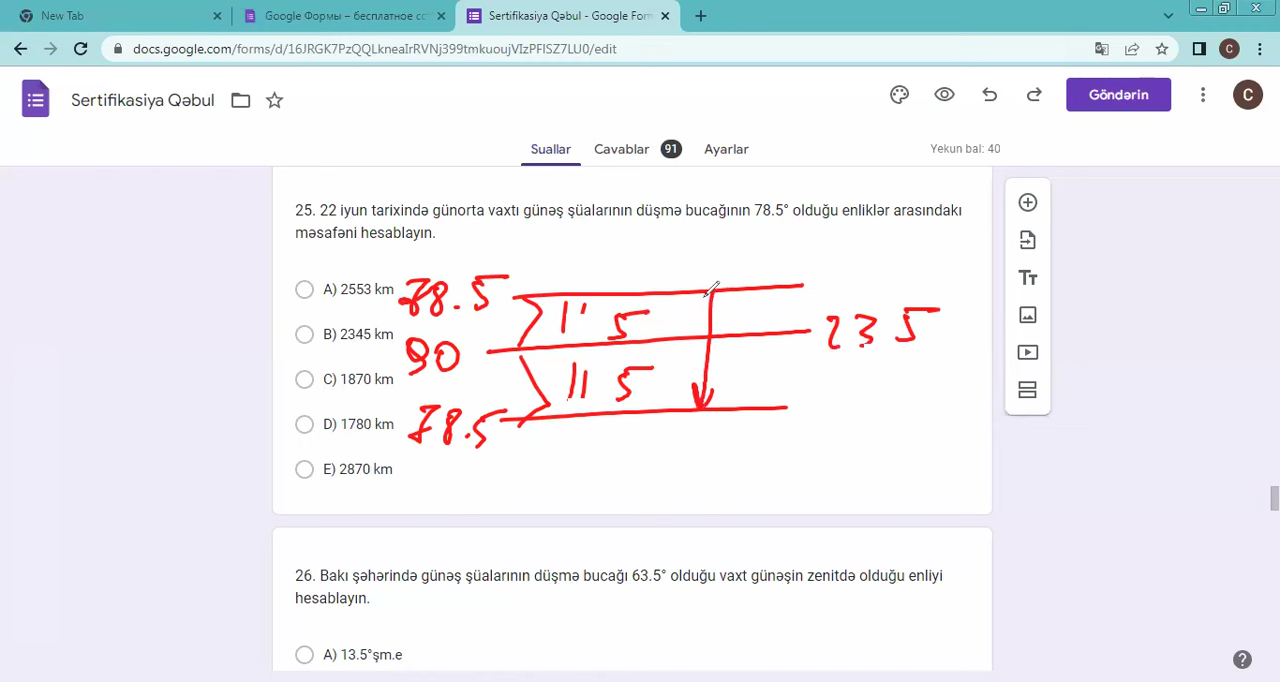 New Tab
Google Формы – бесплатное со
Sertifikasiya Qəbul - Google Form
docs.google.com/forms/d/16JRGK7PzQQLkneaIrRVNj399tmkuoujVIzPFlSZ7LU0/edit
C
Sertifikasiya Qəbul
Göndərin
C
Suallar
Cavablar 91
Ayarlar
Yekun bal: 40
25. 22 iyun tarixində günorta vaxtı günəş şüalarının düşmə bucağının 78.5° olduğu enliklər arasındakı
məsafəni hesablayın.
A) 2553 km
78.5
11 5
B) 2345 km
23 5
90
C) 1870 km
11 5
D) 1780 km
78.5
E) 2870 km
26. Bakı şəhərində günəş şüalarının düşmə bucağı 63.5° olduğu vaxt günəşin zenitdə olduğu enliyi
hesablayın.
A) 13.5°şm.e